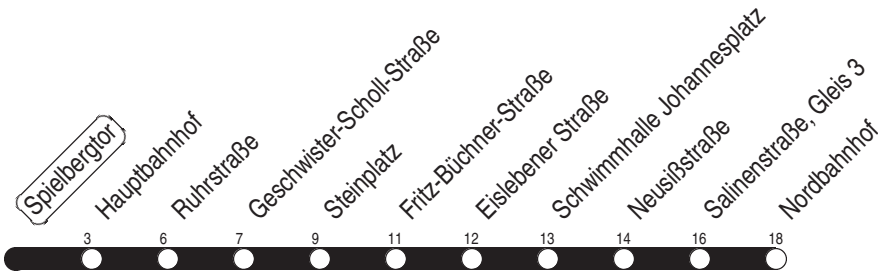 Spielbergtor
Hauptbahnhof
Ruhrstraße
Geschwister-Scholl-Straße
Steinplatz
Fritz-Büchner-Straße
Eislebener Straße
Schwimmhalle Johannesplatz
Neusißstraße
Salinenstraße, Gleis 3
Nordbahnhof
3 6 7 9 11 12 13 14 16 18